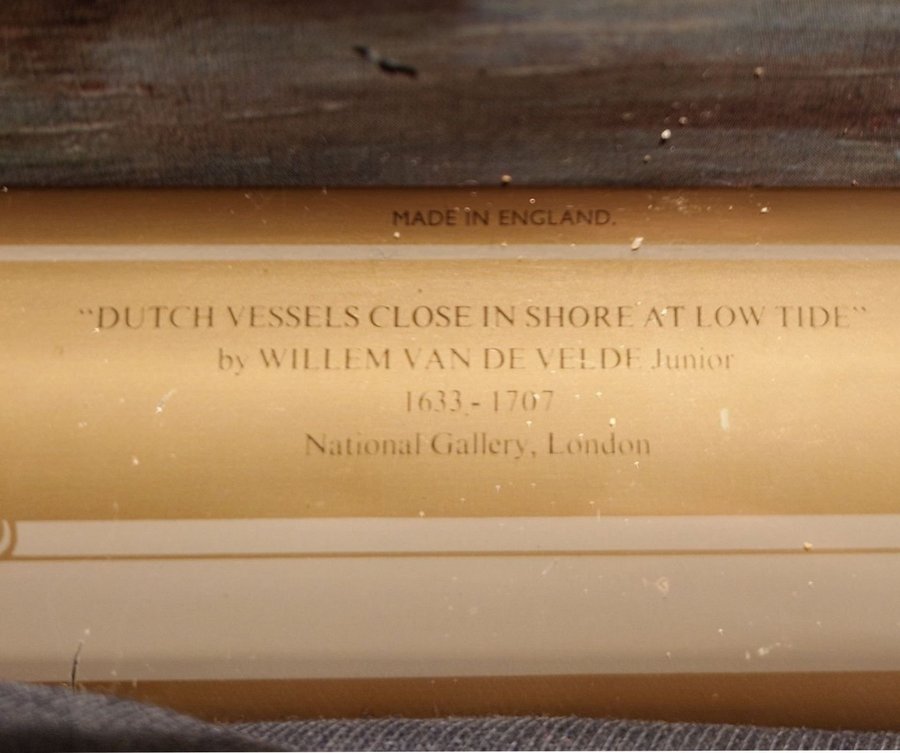 MADE IN ENGLAND.
"DUTCH VESSELS CLOSE IN SHORE AT LOW TIDE"
by WILLEM VAN DE VELDE Junior
1633 - 1707
National Gallery, London